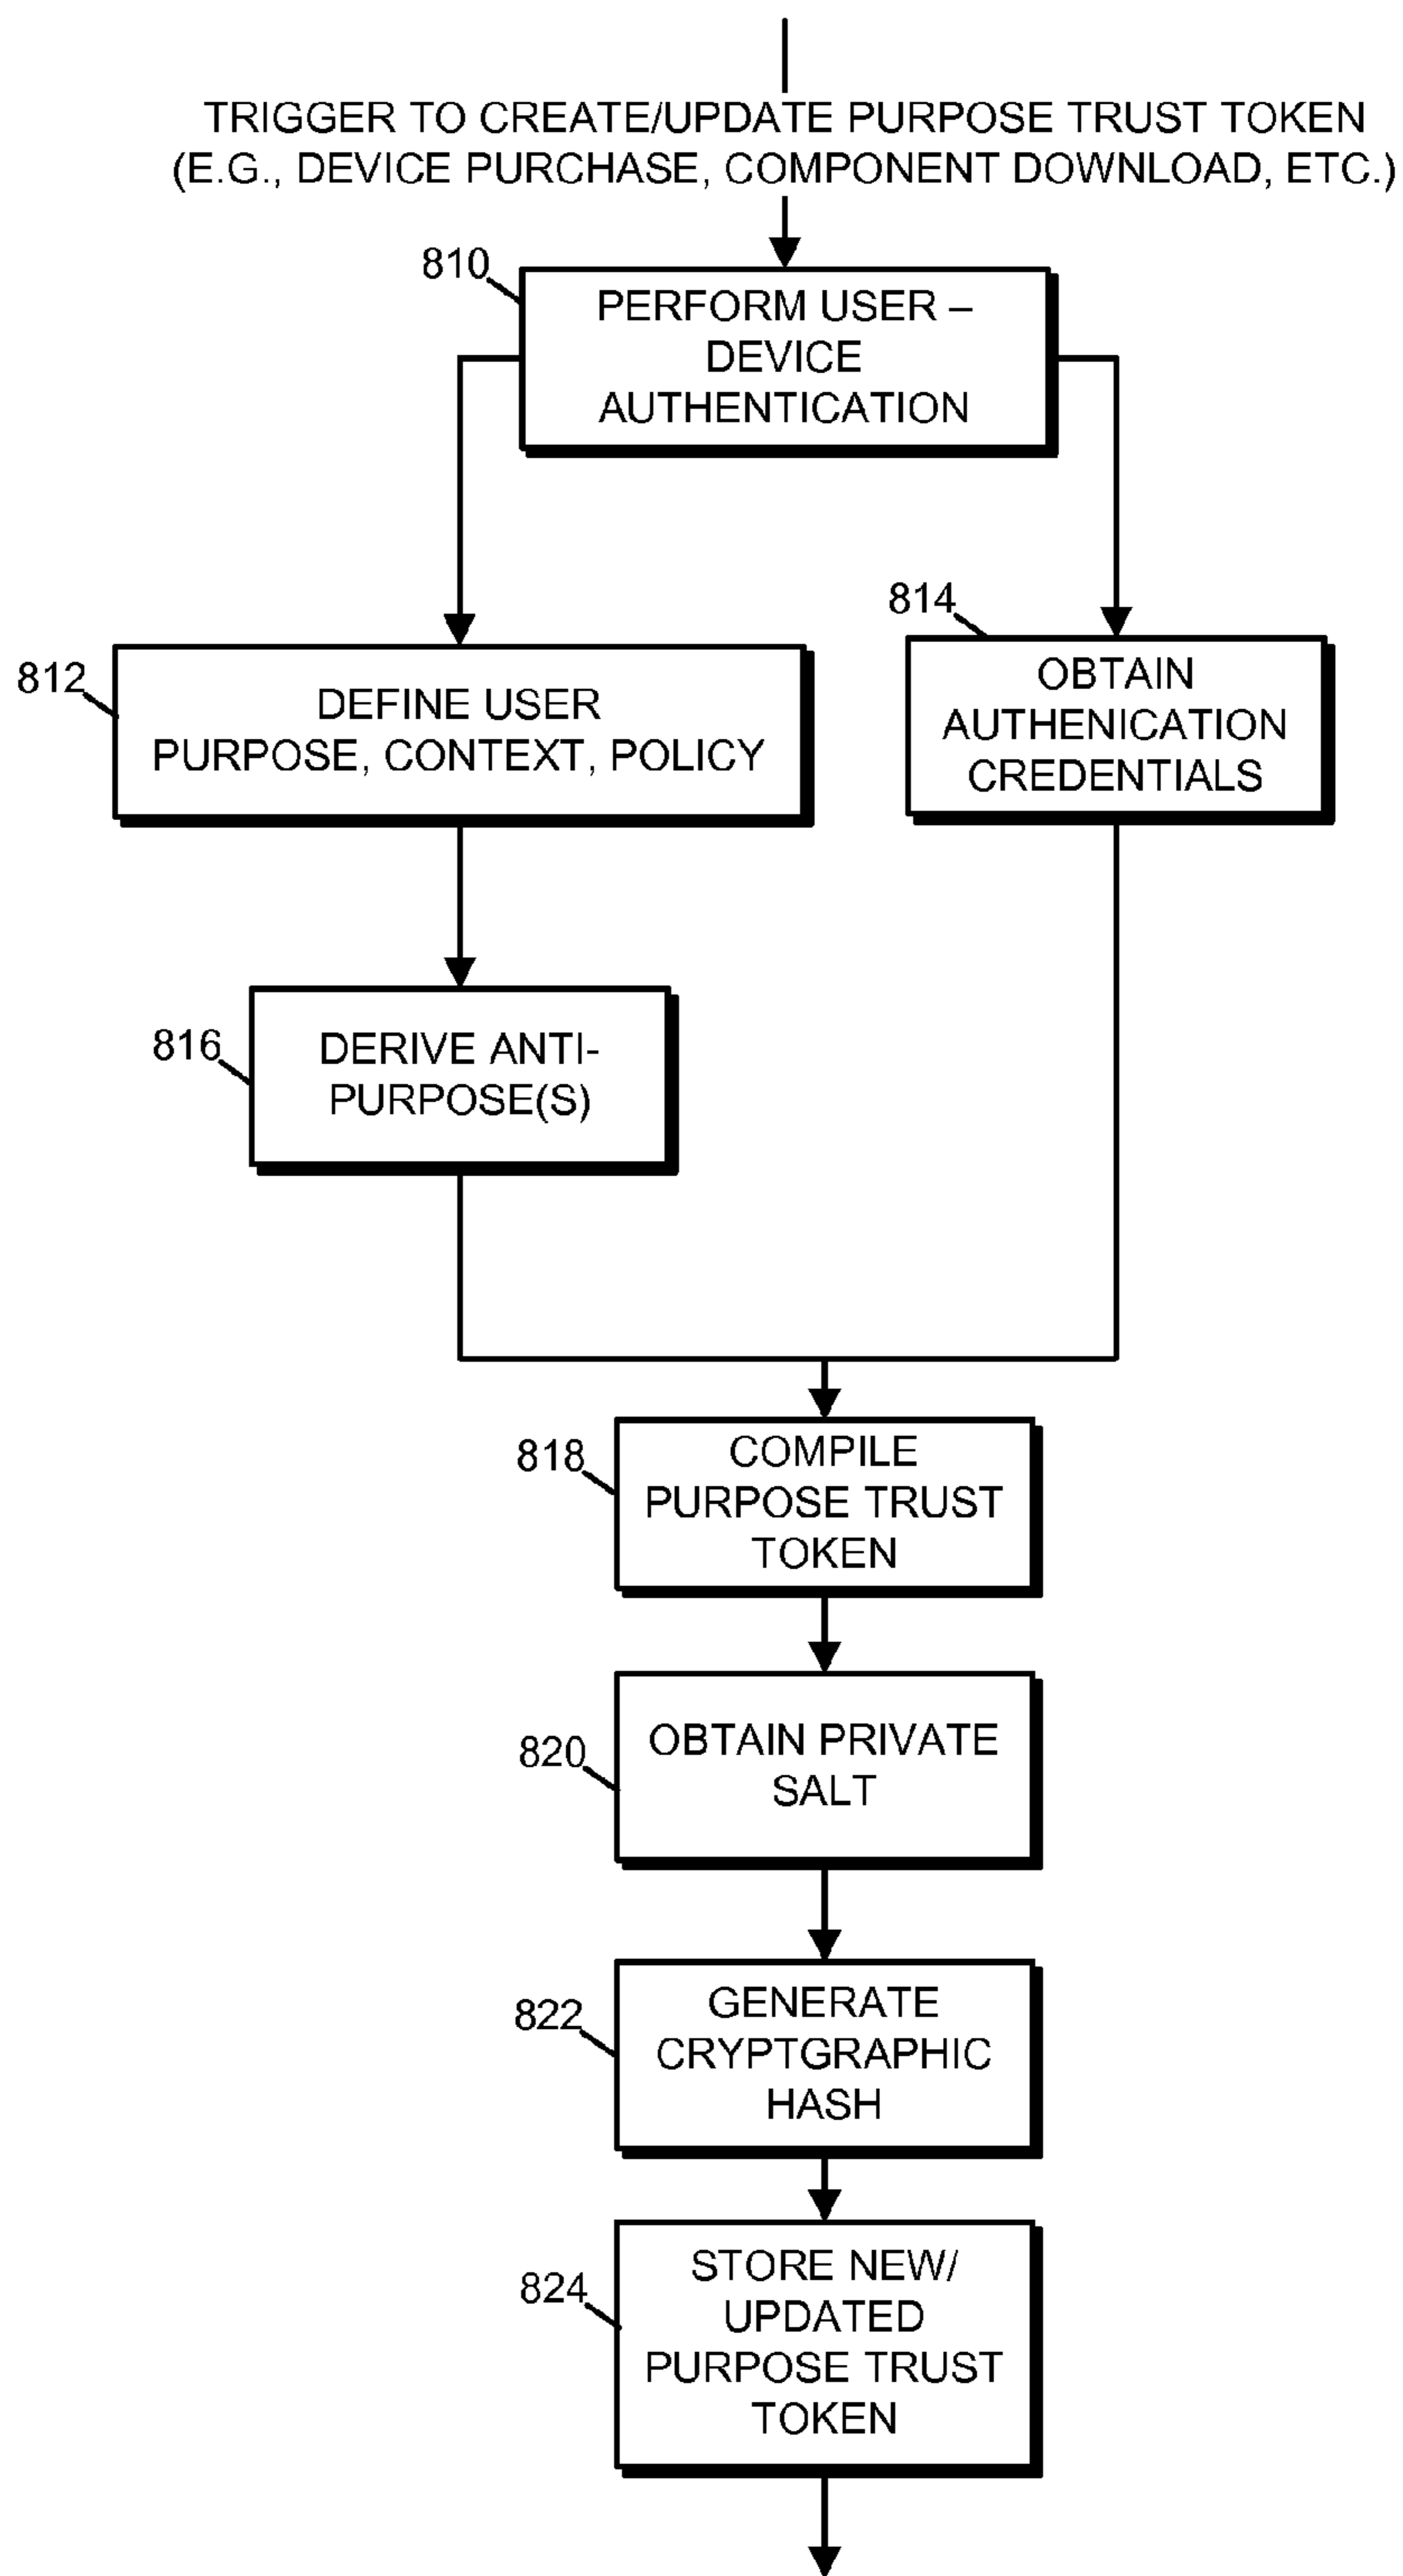 TRIGGER TO CREATE/UPDATE PURPOSE TRUST TOKEN
(E.G., DEVICE PURCHASE, COMPONENT DOWNLOAD, ETC.)
810
PERFORM USER –
DEVICE
AUTHENTICATION
812
DEFINE USER
PURPOSE, CONTEXT, POLICY
814
OBTAIN
AUTHENICATION
CREDENTIALS
816
DERIVE ANTI-
PURPOSE(S)
818
COMPILE
PURPOSE TRUST
TOKEN
820
OBTAIN PRIVATE
SALT
822
GENERATE
CRYPTGRAPHIC
HASH
824
STORE NEW/
UPDATED
PURPOSE TRUST
TOKEN